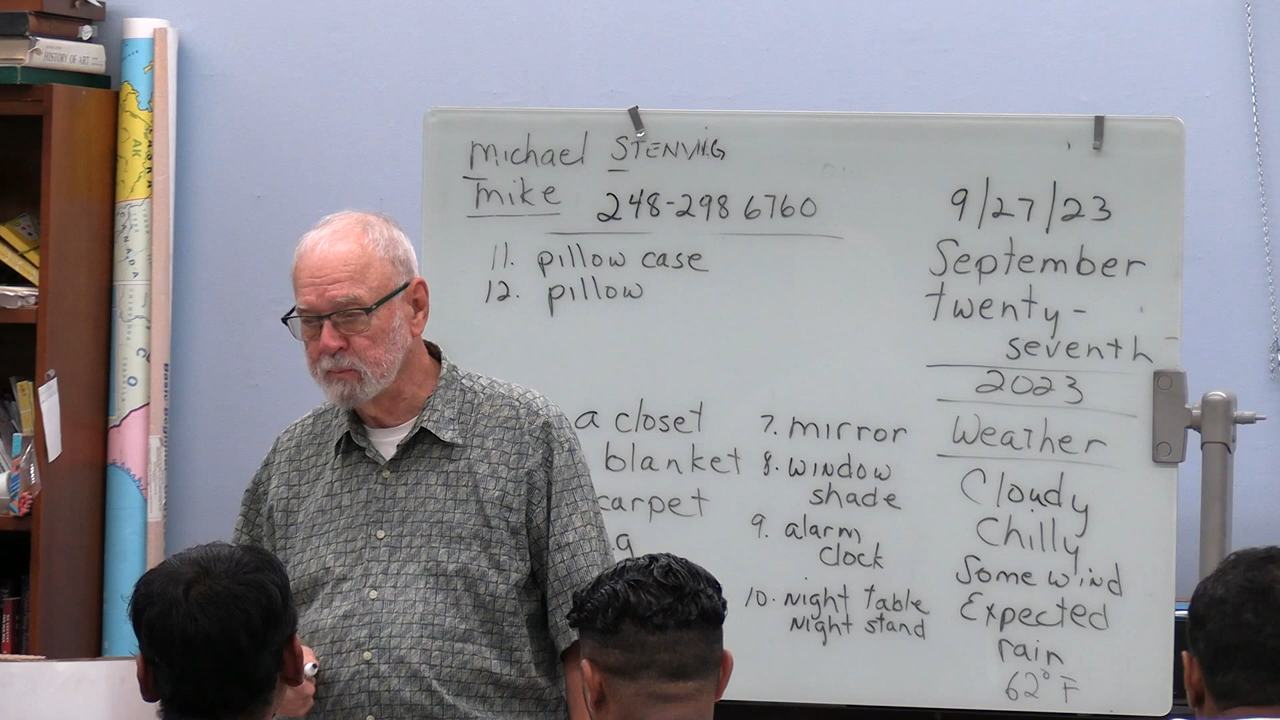 Michael STENVIG
Mike 248-298 6760
11. pillow case
12. pillow
a closet
blanket
carpet
7. mirror
8. window
shade
9. alarm
clock
10. Night table
Night stand
9/27/23
September
twenty-
seventh
2023
Weather
Cloudy
Chilly
Some wind
Expected
rain
62° F
HISTORY OF ART
AK
CANADA